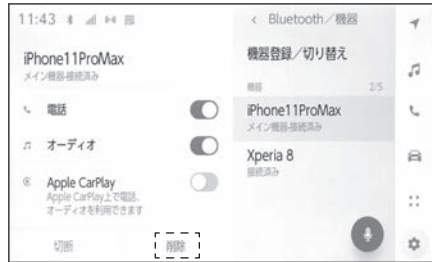 11:43
< Bluetooth／機器
iPhone11ProMax
メイン機器-接続済み
電話
オーディオ
Apple CarPlay
Apple CarPlay上で電話、
オーディオを利用できます
切断
削除
機器登録／切り替え
機器 2/5
iPhone11ProMax
メイン機器-接続済み
Xperia 8
接続済み